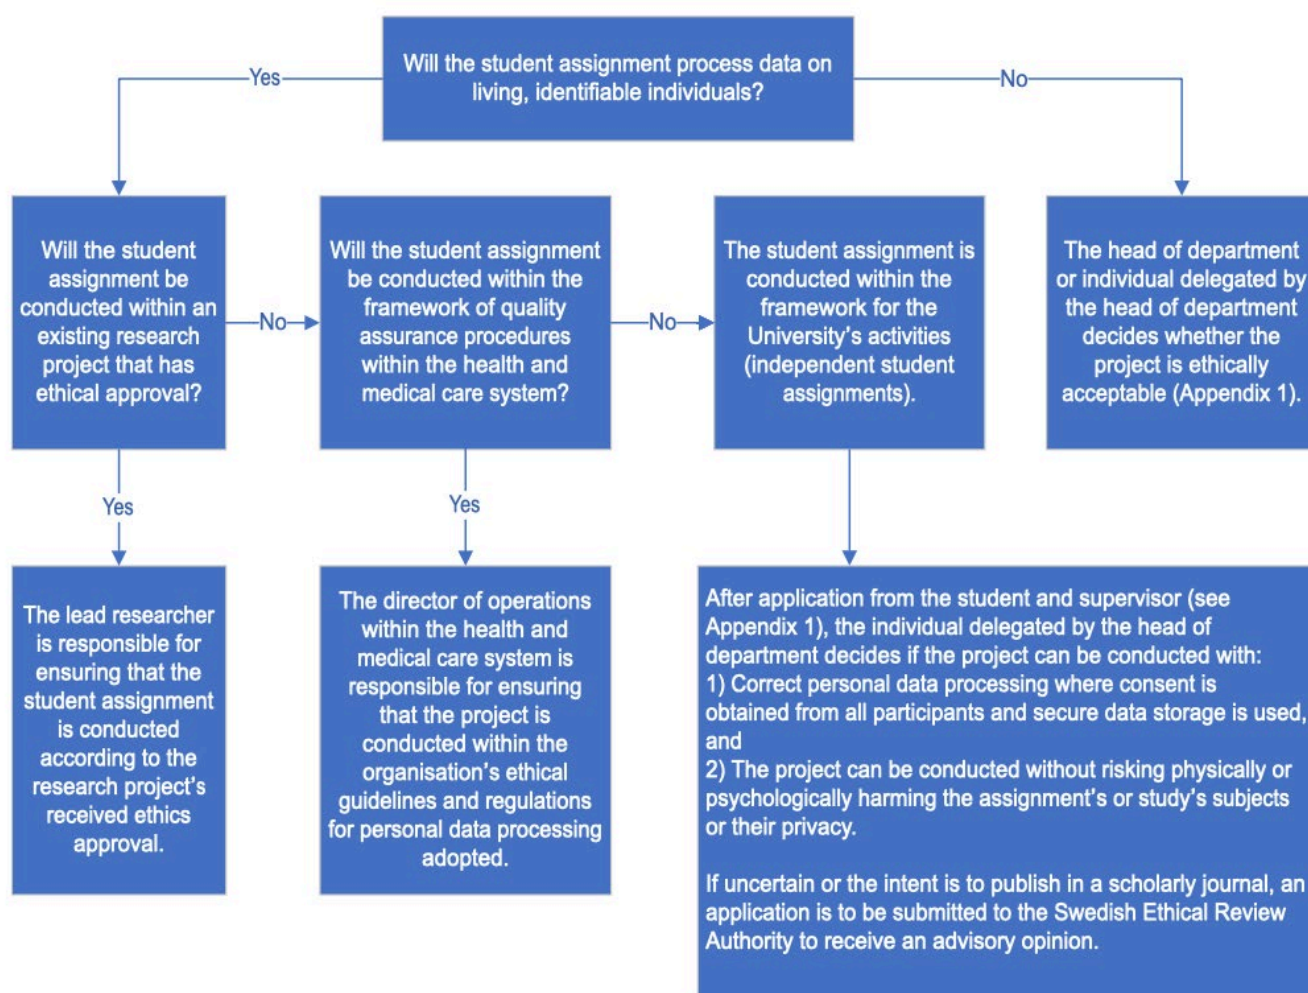 Will the student assignment process data on
living, identifiable individuals?
Yes
No
Will the student
assignment be
conducted within an
existing research
project that has
ethical approval?
No
Will the student assignment
be conducted within the
framework of quality
assurance procedures
within the health and
medical care system?
No
The student assignment is
conducted within the
framework for the
University’s activities
(independent student
assignments).
The head of department
or individual delegated by
the head of department
decides whether the
project is ethically
acceptable (Appendix 1).
Yes
Yes
The lead researcher
is responsible for
ensuring that the
student assignment
is conducted
according to the
research project’s
received ethics
approval.
The director of operations
within the health and
medical care system is
responsible for ensuring
that the project is
conducted within the
organisation’s ethical
guidelines and regulations
for personal data processing
adopted.
After application from the student and supervisor (see
Appendix 1), the individual delegated by the head of
department decides if the project can be conducted with:
1) Correct personal data processing where consent is
obtained from all participants and secure data storage is used,
and
2) The project can be conducted without risking physically or
psychologically harming the assignment’s or study’s subjects
or their privacy.
If uncertain or the intent is to publish in a scholarly journal, an
application is to be submitted to the Swedish Ethical Review
Authority to receive an advisory opinion.